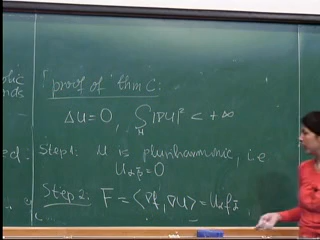 proof of thm C:
Δu = 0, ∫_M |∇u|² < +∞
Step 1: u is pluriharmonic, i.e
u_{αβ̄} = 0
Step 2: F = ⟨∇f, ∇u⟩ = u_α f_ᾱ